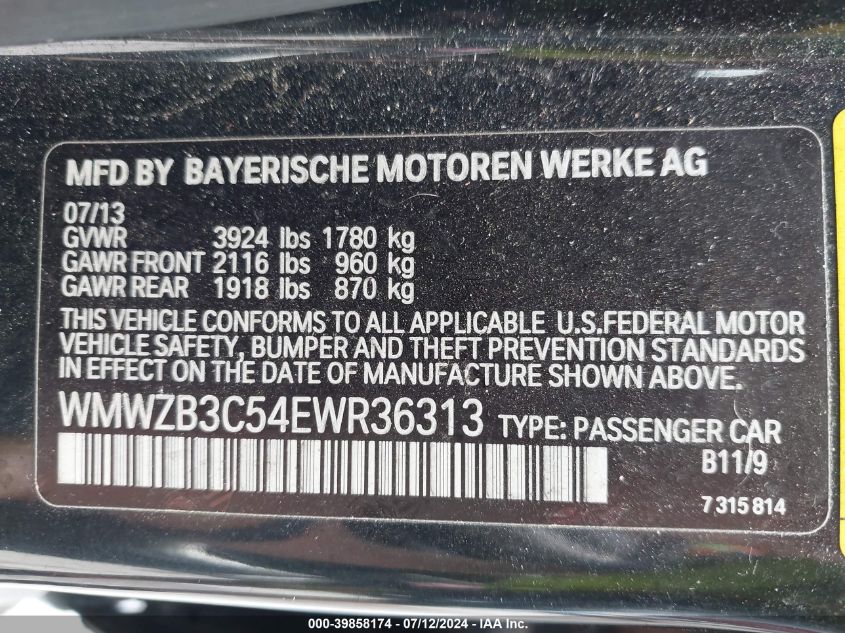 MFD BY BAYERISCHE MOTOREN WERKE AG
07/13
GVWR 3924 lbs 1780 kg
GAWR FRONT 2116 lbs 960 kg
GAWR REAR 1918 lbs 870 kg
THIS VEHICLE CONFORMS TO ALL APPLICABLE U.S.FEDERAL MOTOR
VEHICLE SAFETY, BUMPER AND THEFT PREVENTION STANDARDS
IN EFFECT ON THE DATE OF MANUFACTURE SHOWN ABOVE.
WMWZB3C54EWR36313 TYPE: PASSENGER CAR
B11/9
7 315 814
000-39858174 - 07/12/2024 - IAA Inc.